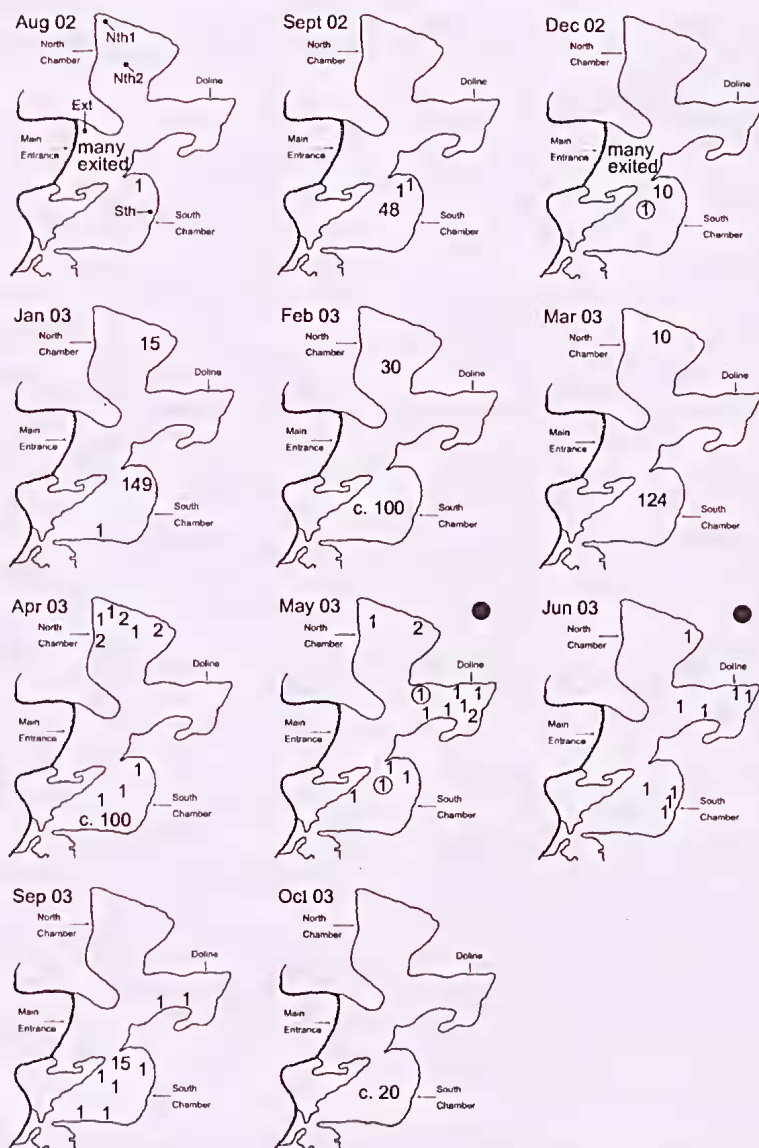 Aug 02
Nth1
North
Chamber
Nth2
Doline
Ext
Main
Entrance
many
exited
1
Sth
South
Chamber
Sept 02
North
Chamber
Doline
Main
Entrance
1 1
48
South
Chamber
Dec 02
North
Chamber
Doline
Main
Entrance
many
exited
10
1
South
Chamber
Jan 03
North
Chamber
15
Doline
Main
Entrance
149
1
South
Chamber
Feb 03
North
Chamber
30
Doline
Main
Entrance
c. 100
South
Chamber
Mar 03
North
Chamber
10
Doline
Main
Entrance
124
South
Chamber
Apr 03
1 1 2
North
Chamber
2 1 2
Doline
Main
Entrance
1
1 1
c. 100
South
Chamber
May 03
North
Chamber
1 2
Doline
1 1 1
1 1 1 2
Main
Entrance
1 1
1 1
South
Chamber
Jun 03
North
Chamber
1
Doline
1 1
1 1
Main
Entrance
1 1
1
1
South
Chamber
Sep 03
North
Chamber
Doline
1 1
Main
Entrance
15
1 1
1
1 1
South
Chamber
Ocl 03
North
Chamber
Doline
Main
Entrance
c. 20
South
Chamber